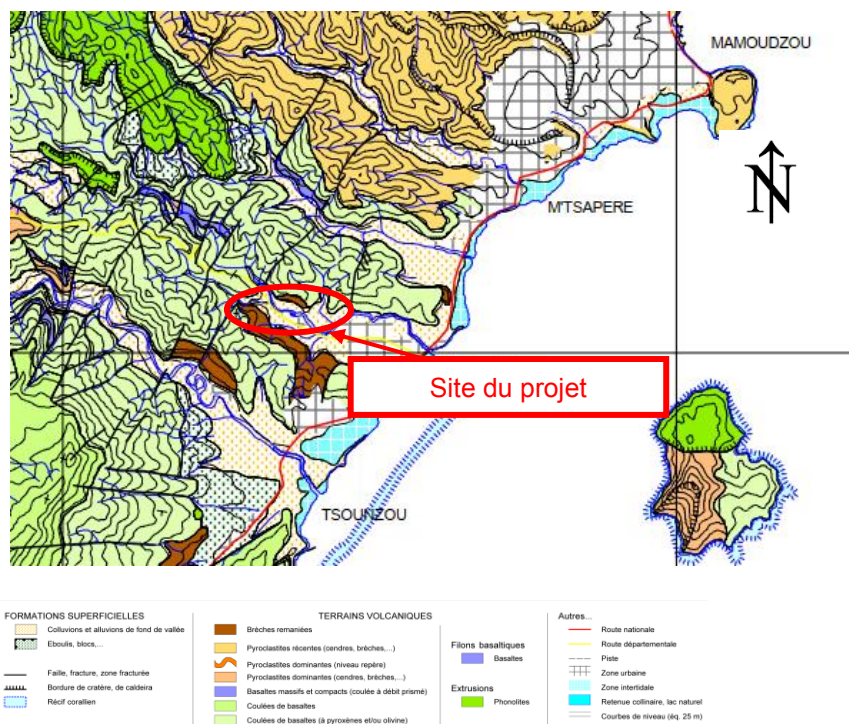 MAMOUDZOU
N
M'TSAPERE
Site du projet
TSOUNZOU
FORMATIONS SUPERFICIELLES
Colluvions et alluvions de fond de vallée
Eboulis, blocs,...
Faille, fracture, zone fracturée
Bordure de cratère, de caldeira
Récif corallien
TERRAINS VOLCANIQUES
Brèches remaniées
Pyroclastites récentes (cendres, brèches,...)
Pyroclastites dominantes (niveau repère)
Pyroclastites dominantes (cendres, brèches,...)
Basaltes massifs et compacts (coulée à débit prismé)
Coulées de basaltes
Coulées de basaltes (à pyroxènes et/ou olivine)
Filons basaltiques
Basaltes
Extrusions
Phonolites
Autres...
Route nationale
Route départementale
Piste
Zone urbaine
Zone intertidale
Retenue collinaire, lac naturel
Courbes de niveau (éq. 25 m)